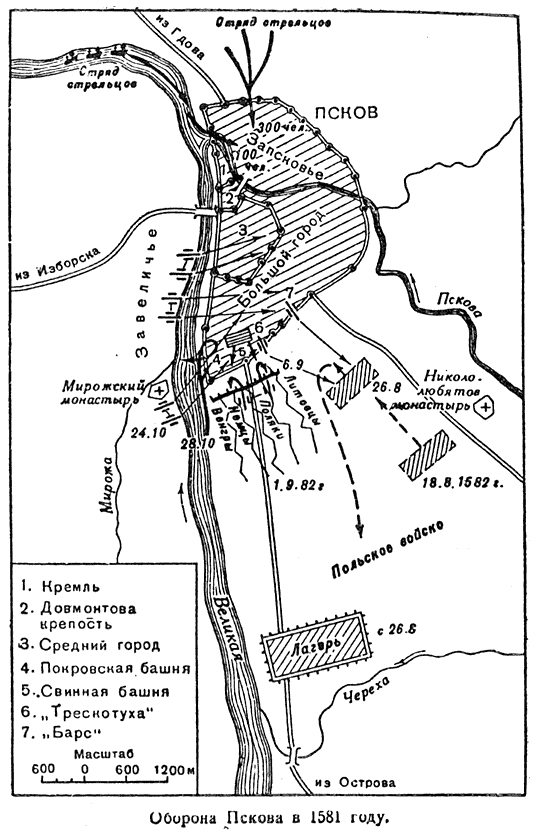 из Гдова
Отряд стрельцов
Отряд
стрельцов
ПСКОВ
300 чел.
Запсковье
100
чел.
1
2
3
Большой город
из Изборска
Завеличье
Пскова
7
6
4
5
6.9
26.8
Мирожский
монастырь
Николо-
любятов
монастырь
24.10
28.10
Венгры
Немцы
Поляки
Литовцы
1.9.82 г
18.8.1582 г.
Мирожа
Польское войско
Великая
Лагерь
с 26.8
Череха
из Острова
1. Кремль
2. Довмонтова
крепость
3. Средний город
4. Покровская башня
5. Свинная башня
6. „Трескотуха"
7. „Барс"
Масштаб
600 0 600 1200 м
Оборона Пскова в 1581 году.